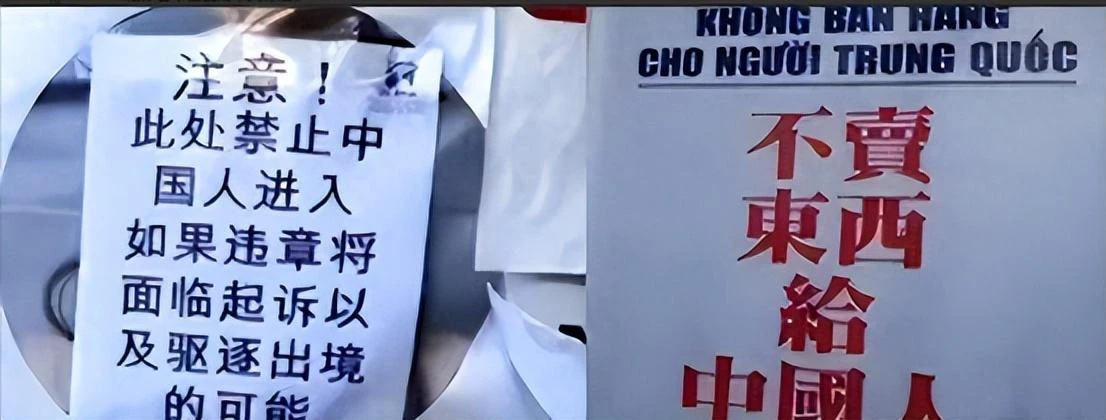 注意！
此处禁止中
国人进入
如果违章将
面临起诉以
及驱逐出境
的可能
KHÔNG BÁN HÀNG
CHO NGƯỜI TRUNG QUỐC
不賣
東西
給
中國人